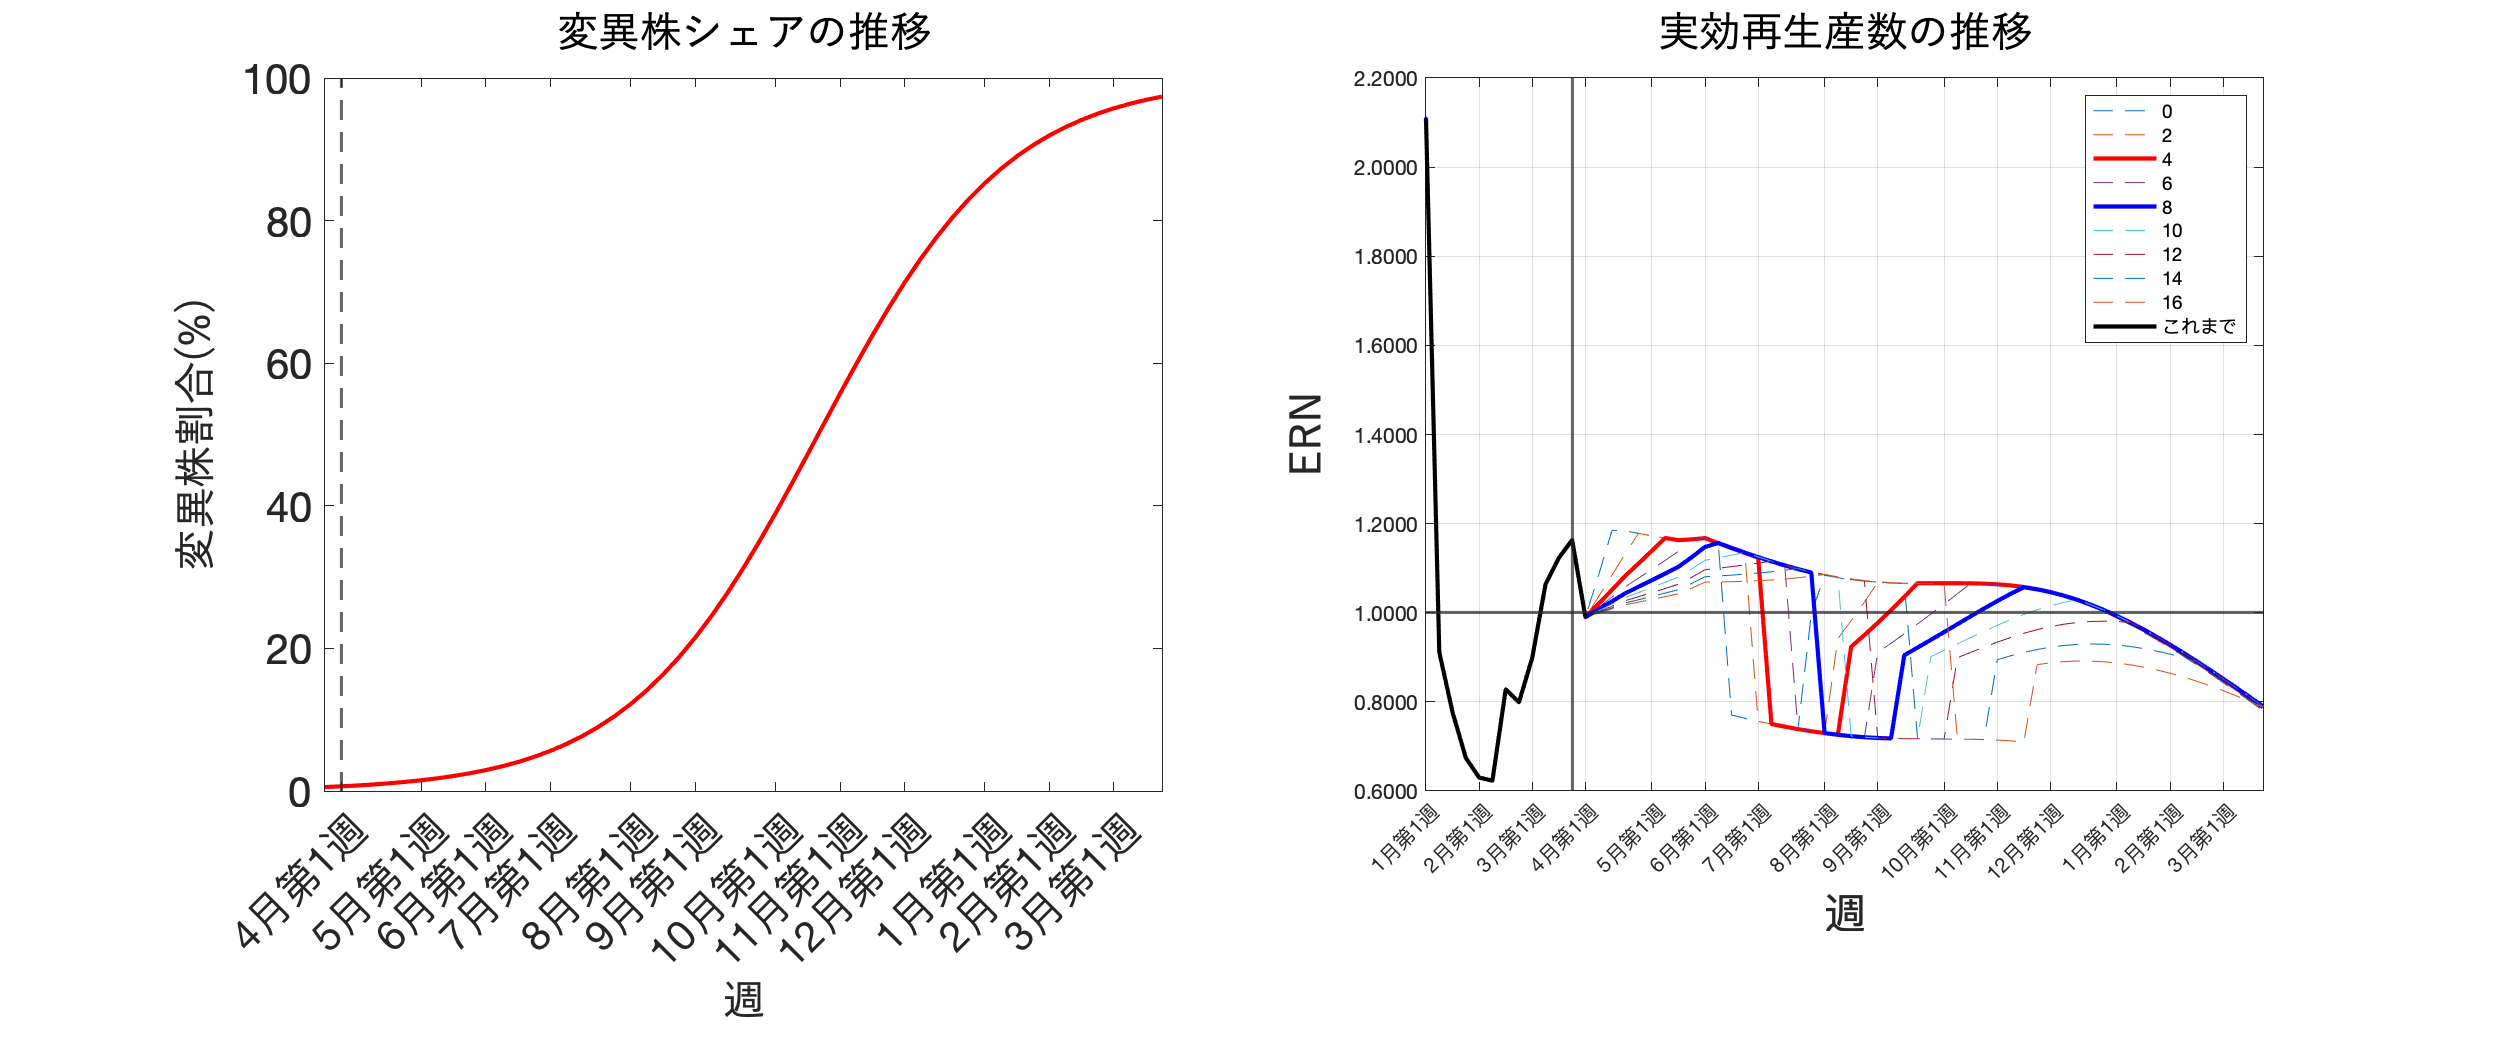 変異株シェアの推移
変異株割合(%)
100
80
60
40
20
0
4月第1週
5月第1週
6月第1週
7月第1週
8月第1週
9月第1週
10月第1週
11月第1週
12月第1週
1月第1週
2月第1週
3月第1週
週
実効再生産数の推移
ERN
2.2000
2.0000
1.8000
1.6000
1.4000
1.2000
1.0000
0.8000
0.6000
0
2
4
6
8
10
12
14
16
これまで
1月第1週
2月第1週
3月第1週
4月第1週
5月第1週
6月第1週
7月第1週
8月第1週
9月第1週
10月第1週
11月第1週
12月第1週
1月第1週
2月第1週
3月第1週
週